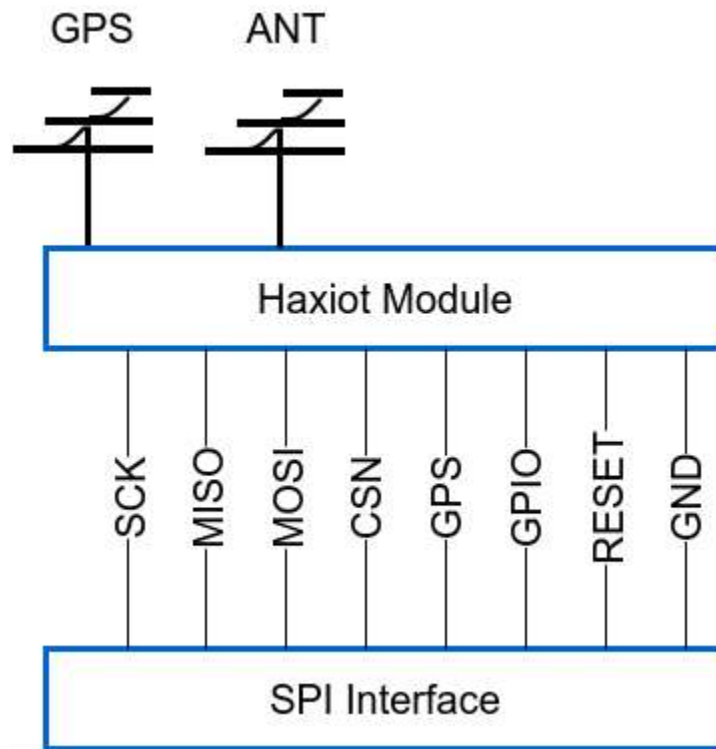 GPS ANT
Haxiot Module
SCK
MISO
MOSI
CSN
GPS
GPIO
RESET
GND
SPI Interface